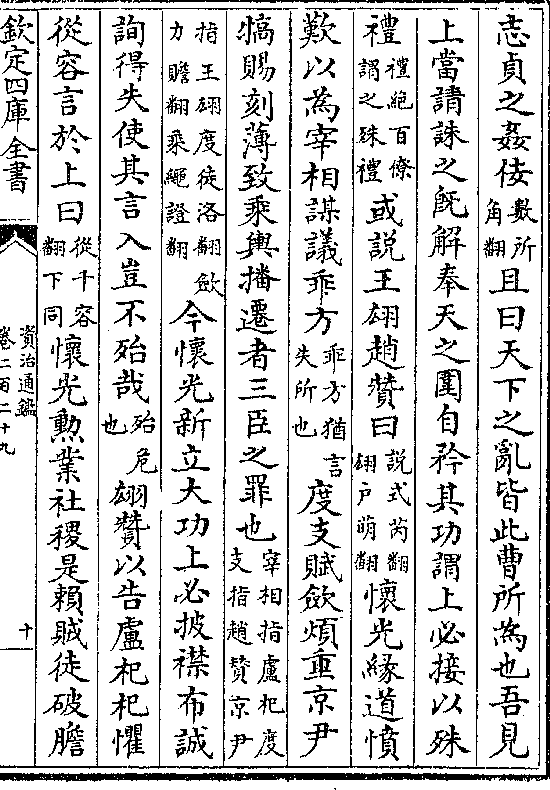 志貞之姦佞數所角翻且曰天下之亂皆此曹所為也吾見
上當請誅之旣解奉天之圍自矜其功謂上必接以殊
禮禮絶百僚謂之殊禮或說王翃趙贊曰說式芮翻翃戶萌翻懷光緣道憤
歎以為宰相謀議乖方乖方猶言失所也度支賦斂煩重京尹
犒賜刻薄致乘輿播遷者三臣之罪也宰相指盧杞度支指趙贊京尹
指王翃度徒洛翻斂力贍翻乘繩證翻今懷光新立大功上必披襟布誠
詢得失使其言入豈不殆哉殆危也翃贊以告盧杞杞懼
從容言於上曰從千容翻下同懷光勲業社稷是賴賊徒破膽
欽定四庫全書
資治通鑑
卷二百二十九
十